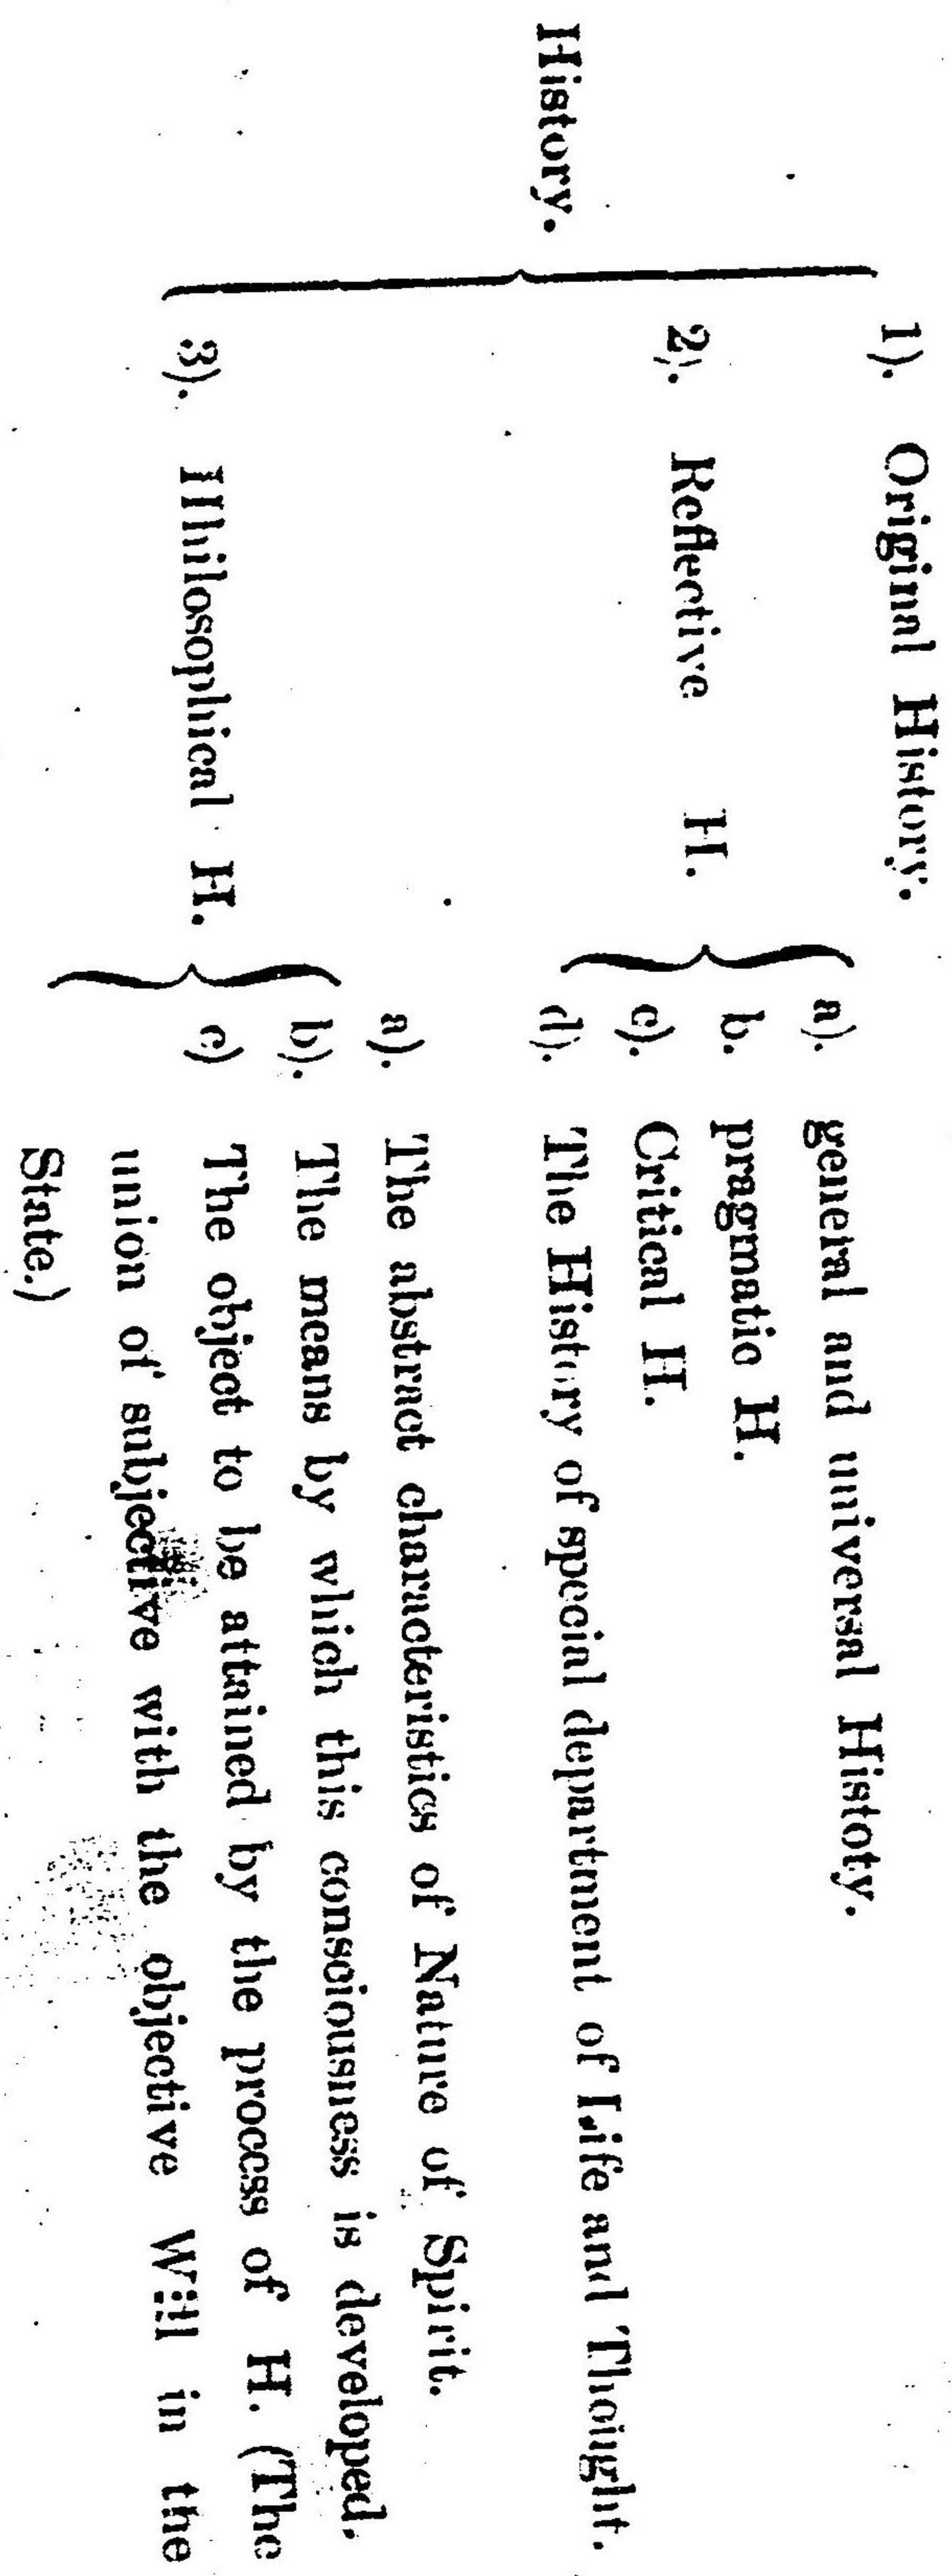 History.
1). Original History.
2). Reflective H.
a). general and universal Histoty.
b. pragmatic H.
c). Critical H.
d). The History of special department of Life and Thought.
3). Philosophical H.
a). The abstract characteristics of Nature of Spirit.
b). The means by which this consciousness is developed.
c) The object to be attained by the process of H. (The
union of subjective with the objective Will in the
State.)